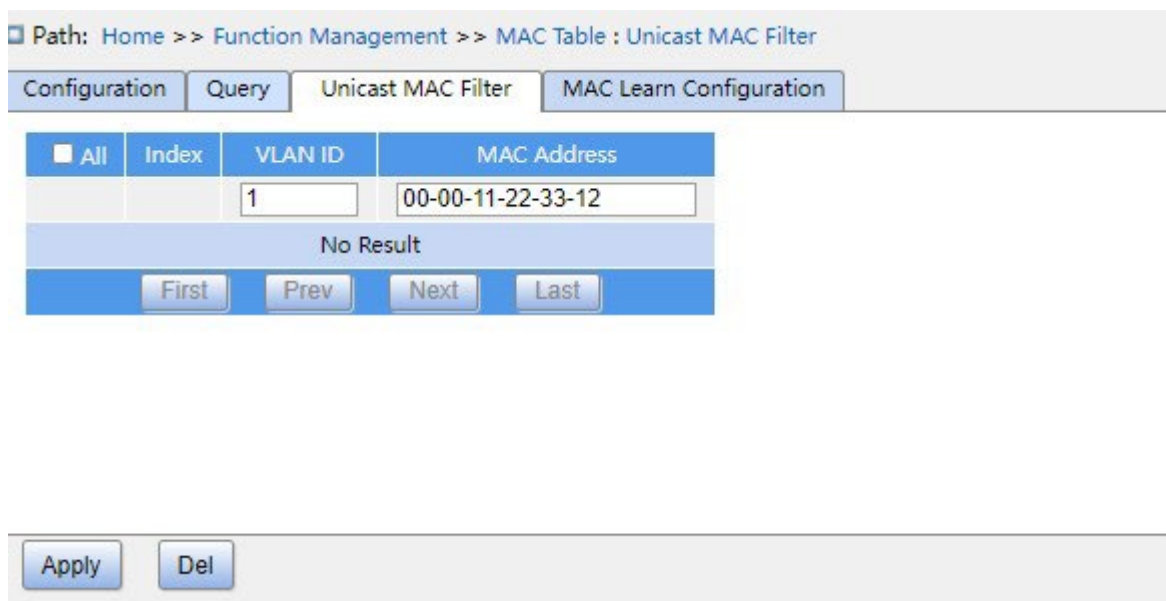 Path: Home >> Function Management >> MAC Table : Unicast MAC Filter
Configuration Query Unicast MAC Filter MAC Learn Configuration
All Index VLAN ID MAC Address
1 00-00-11-22-33-12
No Result
First Prev Next Last
Apply Del